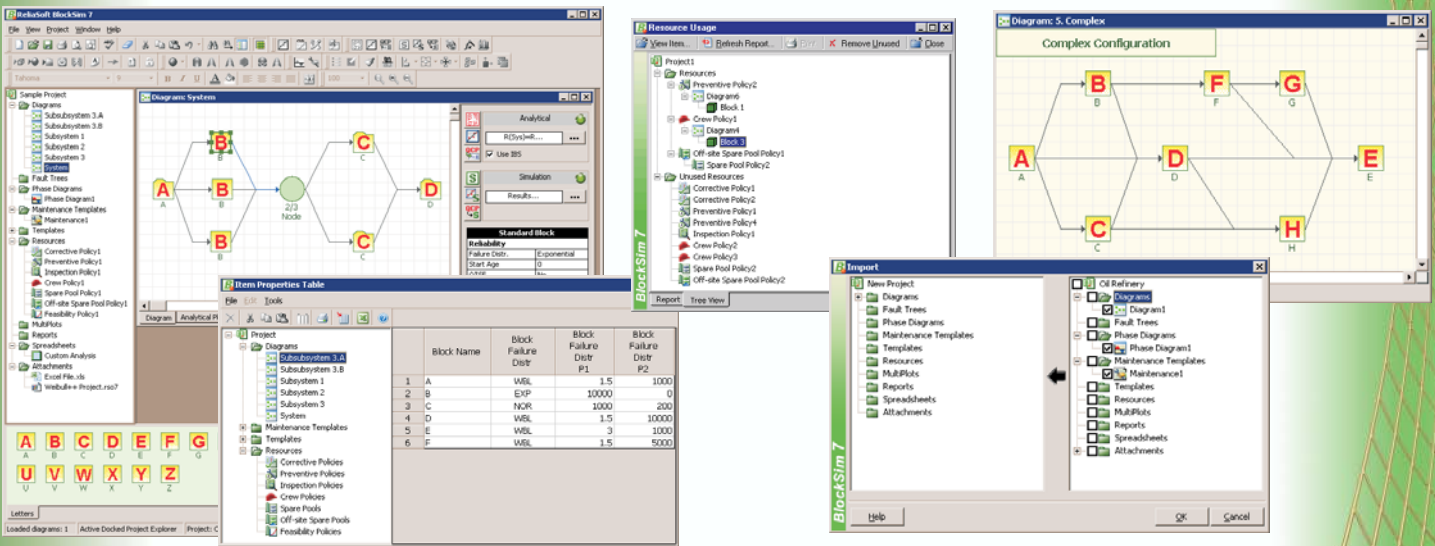 ReliaSoft BlockSim 7
File View Project Window Help
Tahoma 9 B I U A 100
Sample Project
Diagrams
Subsubsystem 3.A
Subsubsystem 3.B
Subsystem 1
Subsystem 2
Subsystem 3
System
Fault Trees
Phase Diagrams
Phase Diagram1
Maintenance Templates
Maintenance1
Templates
Resources
Corrective Policy1
Preventive Policy1
Inspection Policy1
Crew Policy1
Spare Pool Policy1
Off-site Spare Pool Policy1
Feasibility Policy1
MultiPlots
Reports
Spreadsheets
Custom Analysis
Attachments
Excel File.xls
Weibull++ Project.rso7
A B C D E F G
A B C D E F G
U V W X Y Z
U V W X Y Z
Letters
Loaded diagrams: 1 Active Docked Project Explorer Project: C
Diagram: System
B
B
C
C
A
A
B
B
2/3
Node
D
D
B
B
C
C
Diagram Analytical Pl
Analytical
R(Sys)=R... ...
Use IBS
Simulation
Results... ...
Standard Block
Reliability
Failure Distr. Exponential
Start Age 0
Item Properties Table
File Edit Tools
Project
Diagrams
Subsubsystem 3.A
Subsubsystem 3.B
Subsystem 1
Subsystem 2
Subsystem 3
System
Maintenance Templates
Templates
Resources
Corrective Policies
Preventive Policies
Inspection Policies
Crew Policies
Spare Pools
Off-site Spare Pools
Feasibility Policies
Block Name Block Failure Distr Block Failure Distr P1 Block Failure Distr P2
1 A WBL 1.5 1000
2 B EXP 10000 0
3 C NOR 1000 200
4 D WBL 1.5 10000
5 E WBL 3 1000
6 F WBL 1.5 5000
Resource Usage
View Item... Refresh Report... Print Remove Unused Close
Project1
Resources
Preventive Policy2
Diagram6
Block 1
Crew Policy1
Diagram4
Block 3
Off-site Spare Pool Policy1
Spare Pool Policy2
Unused Resources
Corrective Policy1
Corrective Policy2
Preventive Policy1
Preventive Policy4
Inspection Policy1
Crew Policy2
Crew Policy3
Spare Pool Policy2
Off-site Spare Pool Policy2
BlockSim 7
Report Tree View
Diagram: 5. Complex
Complex Configuration
B F G
B F G
A D E
A D E
C H
C H
Import
New Project
Diagrams
Fault Trees
Phase Diagrams
Maintenance Templates
Templates
Resources
MultiPlots
Reports
Spreadsheets
Attachments
Oil Refinery
Diagrams
Diagram1
Fault Trees
Phase Diagrams
Phase Diagram1
Maintenance Templates
Maintenance1
Templates
Resources
MultiPlots
Reports
Spreadsheets
Attachments
BlockSim 7
Help OK Cancel